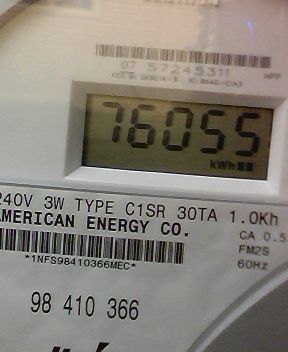 07 57245311
76055
kWh
240V 3W TYPE C1SR 30TA 1.0Kh
AMERICAN ENERGY CO.
CA 0.5
FM2S
60Hz
*1NFS98410366MEC*
98 410 366